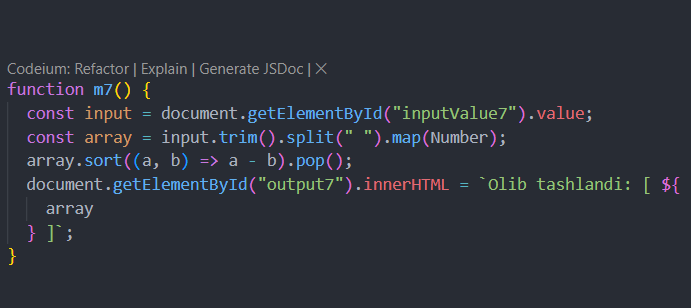 Codeium: Refactor | Explain | Generate JSDoc | ×
function m7() {
  const input = document.getElementById("inputValue7").value;
  const array = input.trim().split(" ").map(Number);
  array.sort((a, b) => a - b).pop();
  document.getElementById("output7").innerHTML = `Olib tashlandi: [ ${
    array
  } ]`;
}